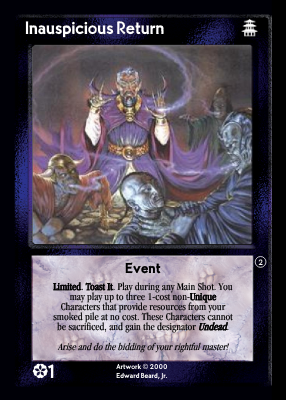 Inauspicious Return
Event
2
Limited. Toast It. Play during any Main Shot. You
may play up to three 1-cost non-Unique
Characters that provide resources from your
smoked pile at no cost. These Characters cannot
be sacrificed, and gain the designator Undead.
Arise and do the bidding of your rightful master!
1
Artwork © 2000
Edward Beard, Jr.